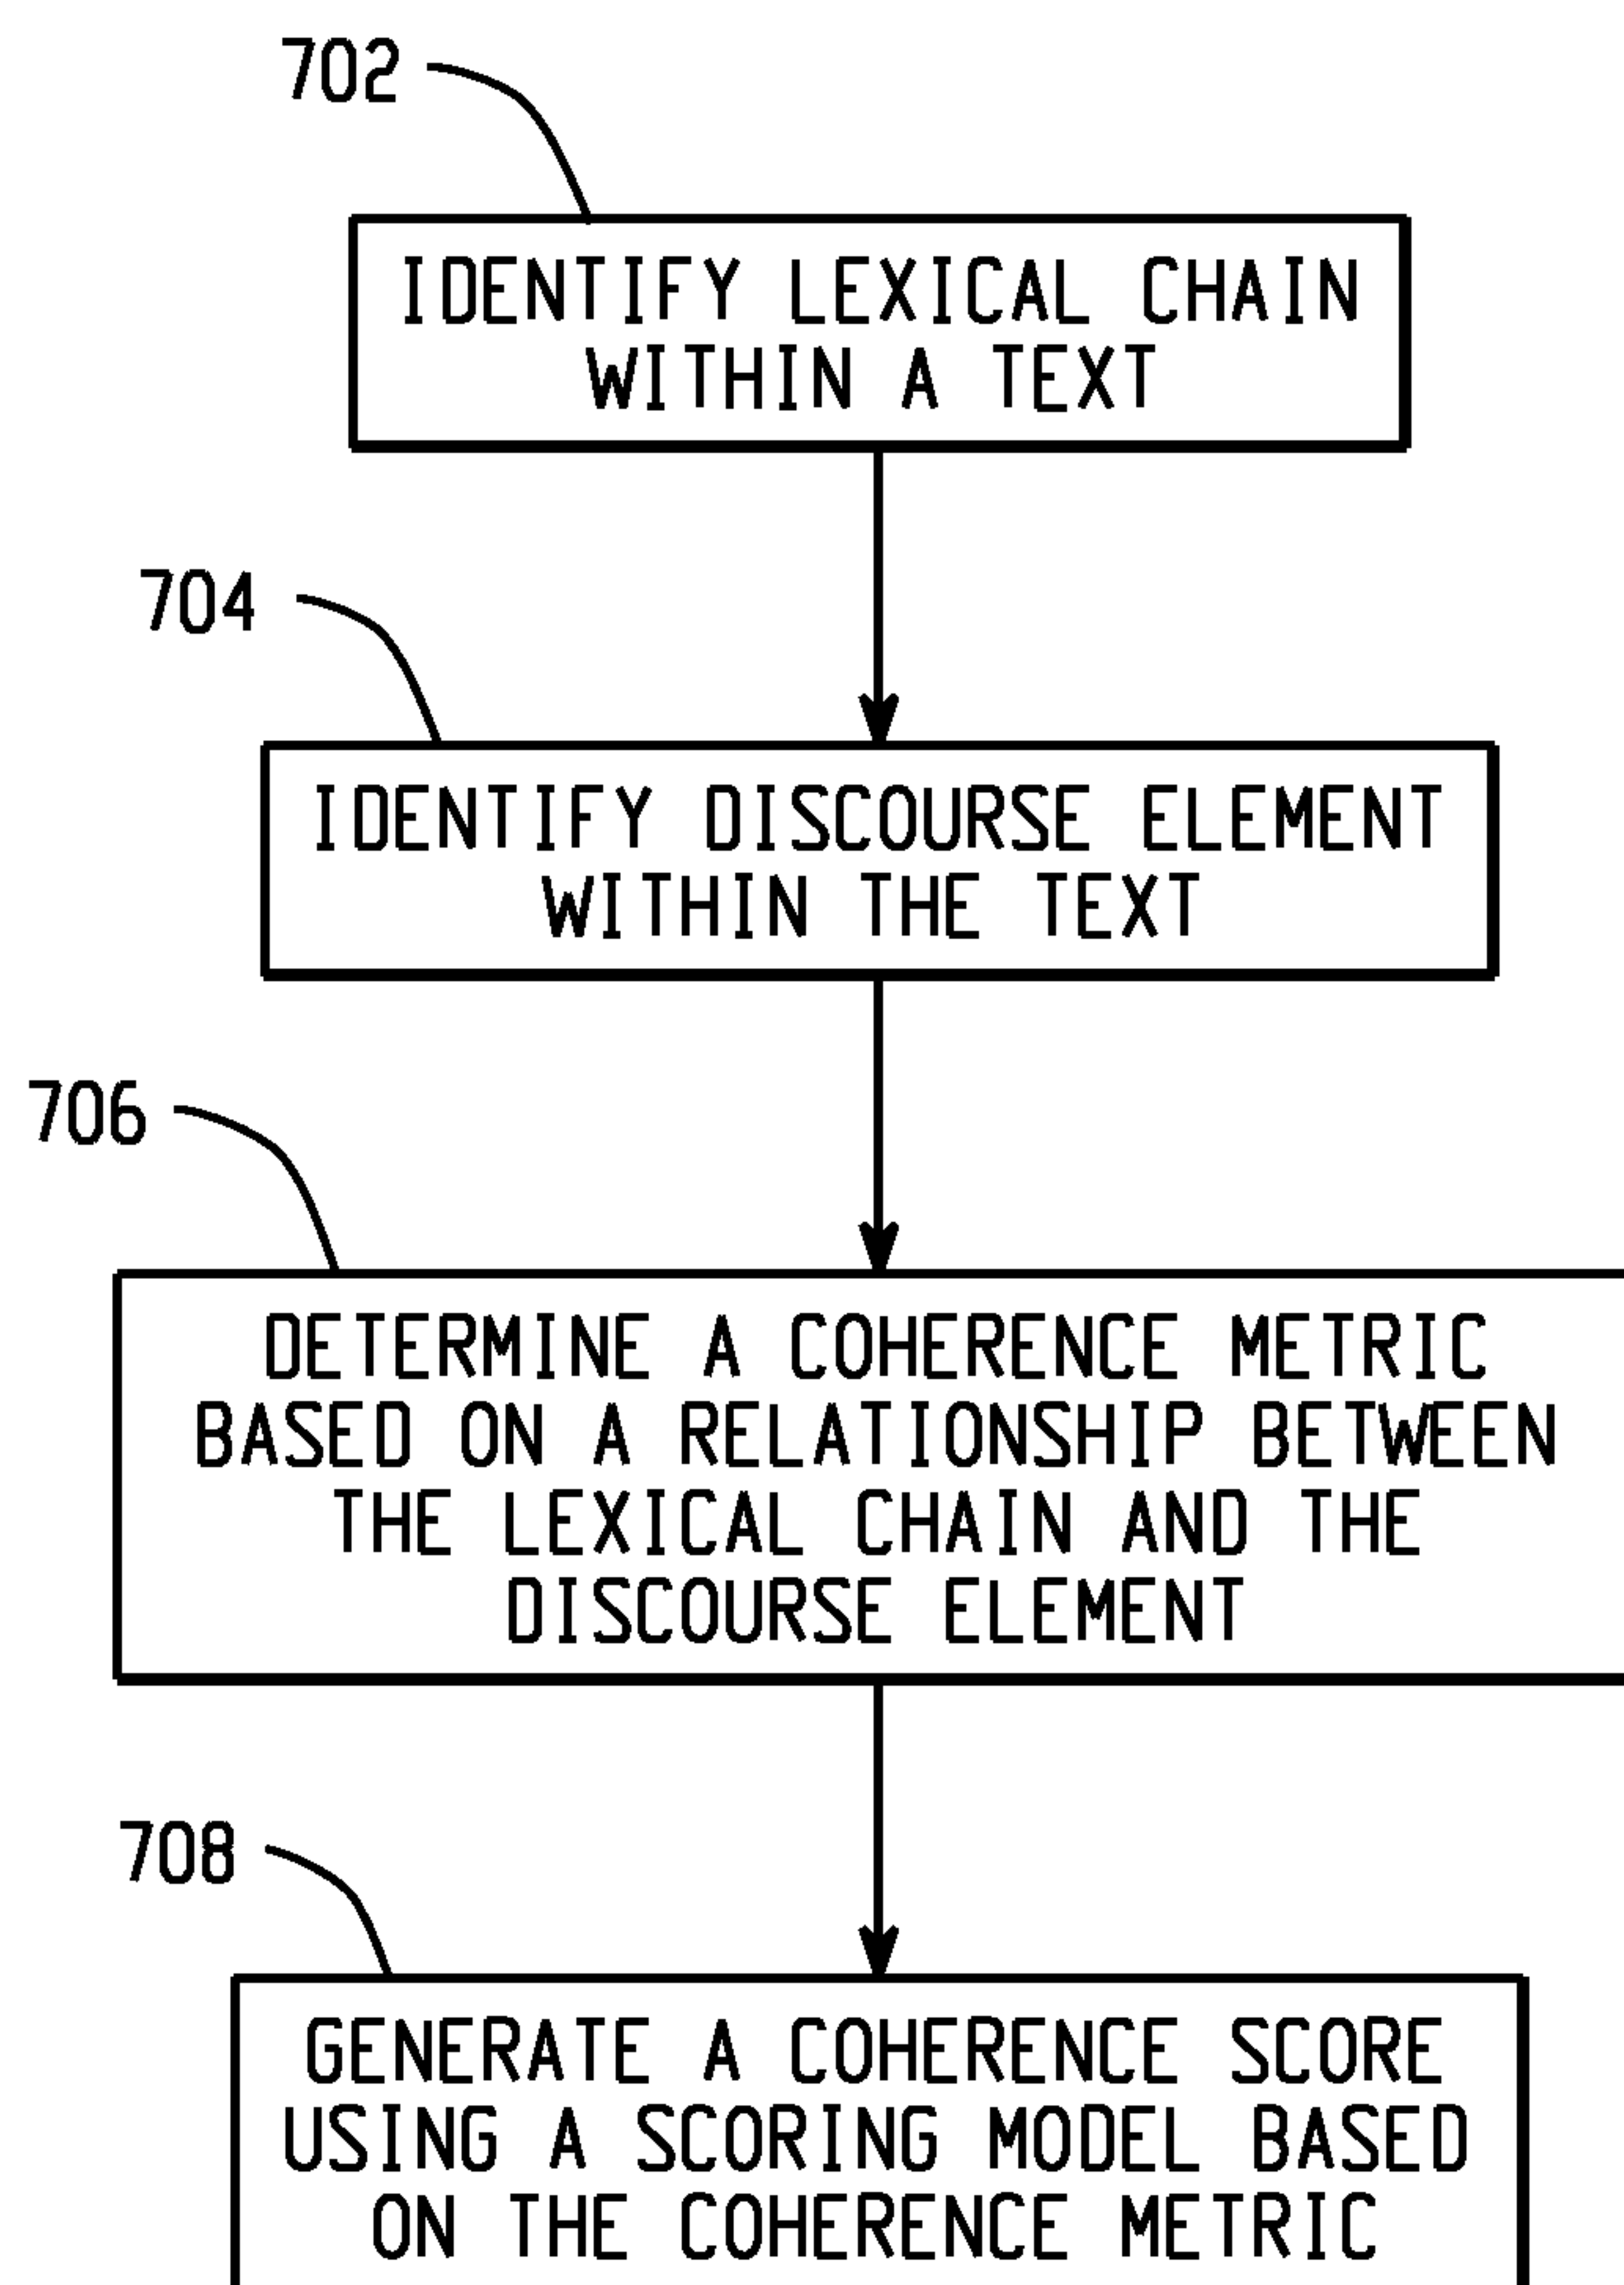 702
IDENTIFY LEXICAL CHAIN
WITHIN A TEXT
704
IDENTIFY DISCOURSE ELEMENT
WITHIN THE TEXT
706
DETERMINE A COHERENCE METRIC
BASED ON A RELATIONSHIP BETWEEN
THE LEXICAL CHAIN AND THE
DISCOURSE ELEMENT
708
GENERATE A COHERENCE SCORE
USING A SCORING MODEL BASED
ON THE COHERENCE METRIC